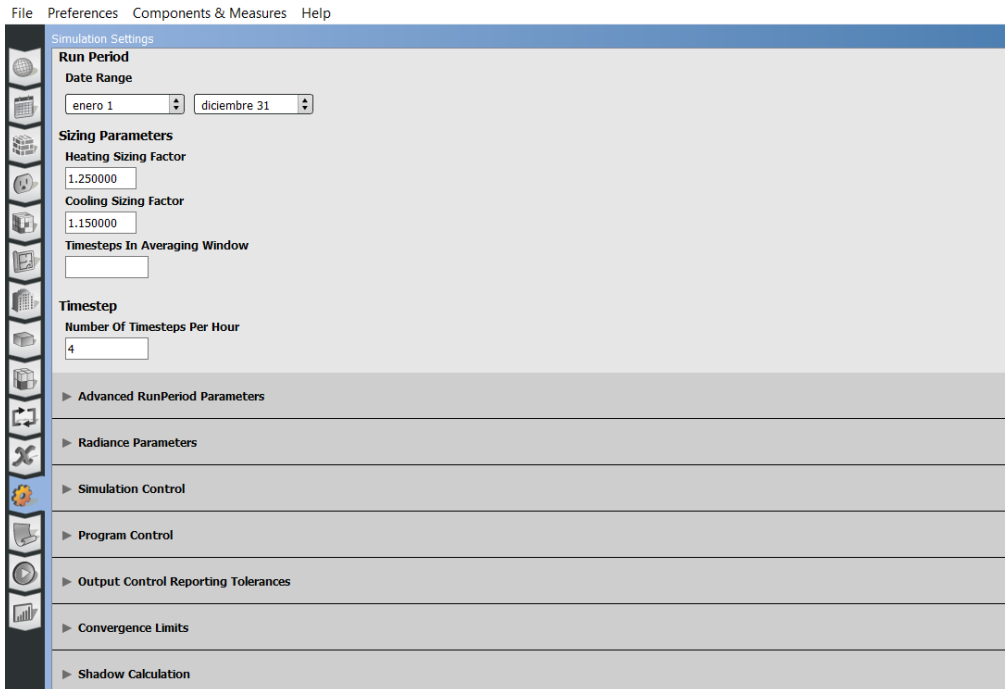 File Preferences Components & Measures Help
Simulation Settings
Run Period
Date Range
enero 1 diciembre 31
Sizing Parameters
Heating Sizing Factor
1.250000
Cooling Sizing Factor
1.150000
Timesteps In Averaging Window
Timestep
Number Of Timesteps Per Hour
4
Advanced RunPeriod Parameters
Radiance Parameters
Simulation Control
Program Control
Output Control Reporting Tolerances
Convergence Limits
Shadow Calculation